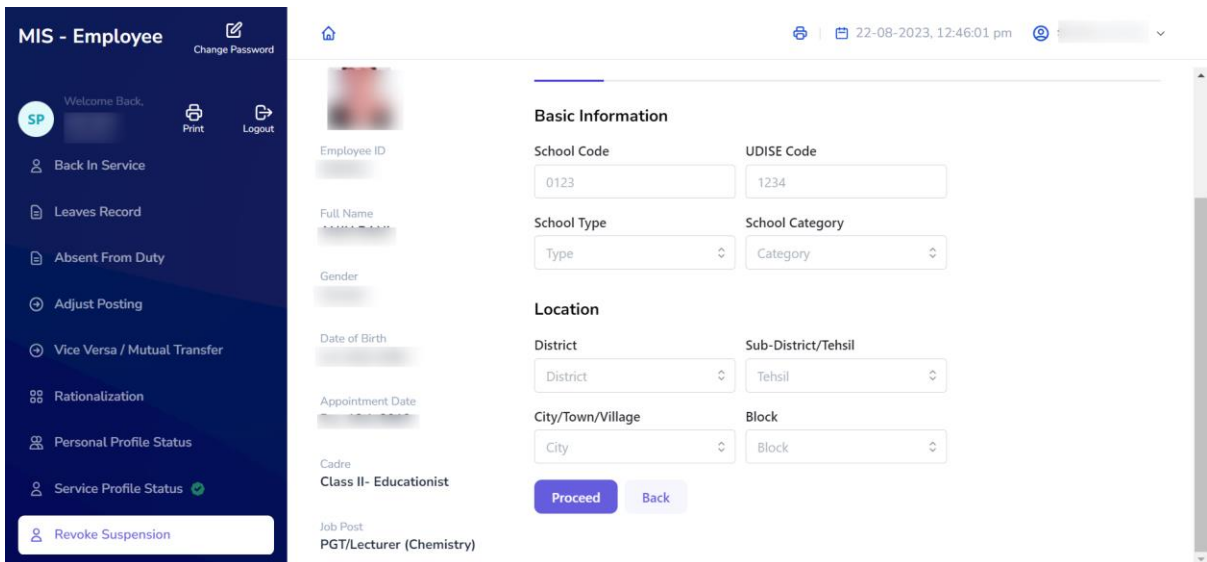 MIS - Employee
Change Password
22-08-2023, 12:46:01 pm
SP
Welcome Back,
Print
Logout
Back In Service
Leaves Record
Absent From Duty
Adjust Posting
Vice Versa / Mutual Transfer
Rationalization
Personal Profile Status
Service Profile Status
Revoke Suspension
Employee ID
Full Name
Gender
Date of Birth
Appointment Date
Cadre
Class II- Educationist
Job Post
PGT/Lecturer (Chemistry)
Basic Information
School Code UDISE Code
0123 1234
School Type School Category
Type Category
Location
District Sub-District/Tehsil
District Tehsil
City/Town/Village Block
City Block
Proceed Back